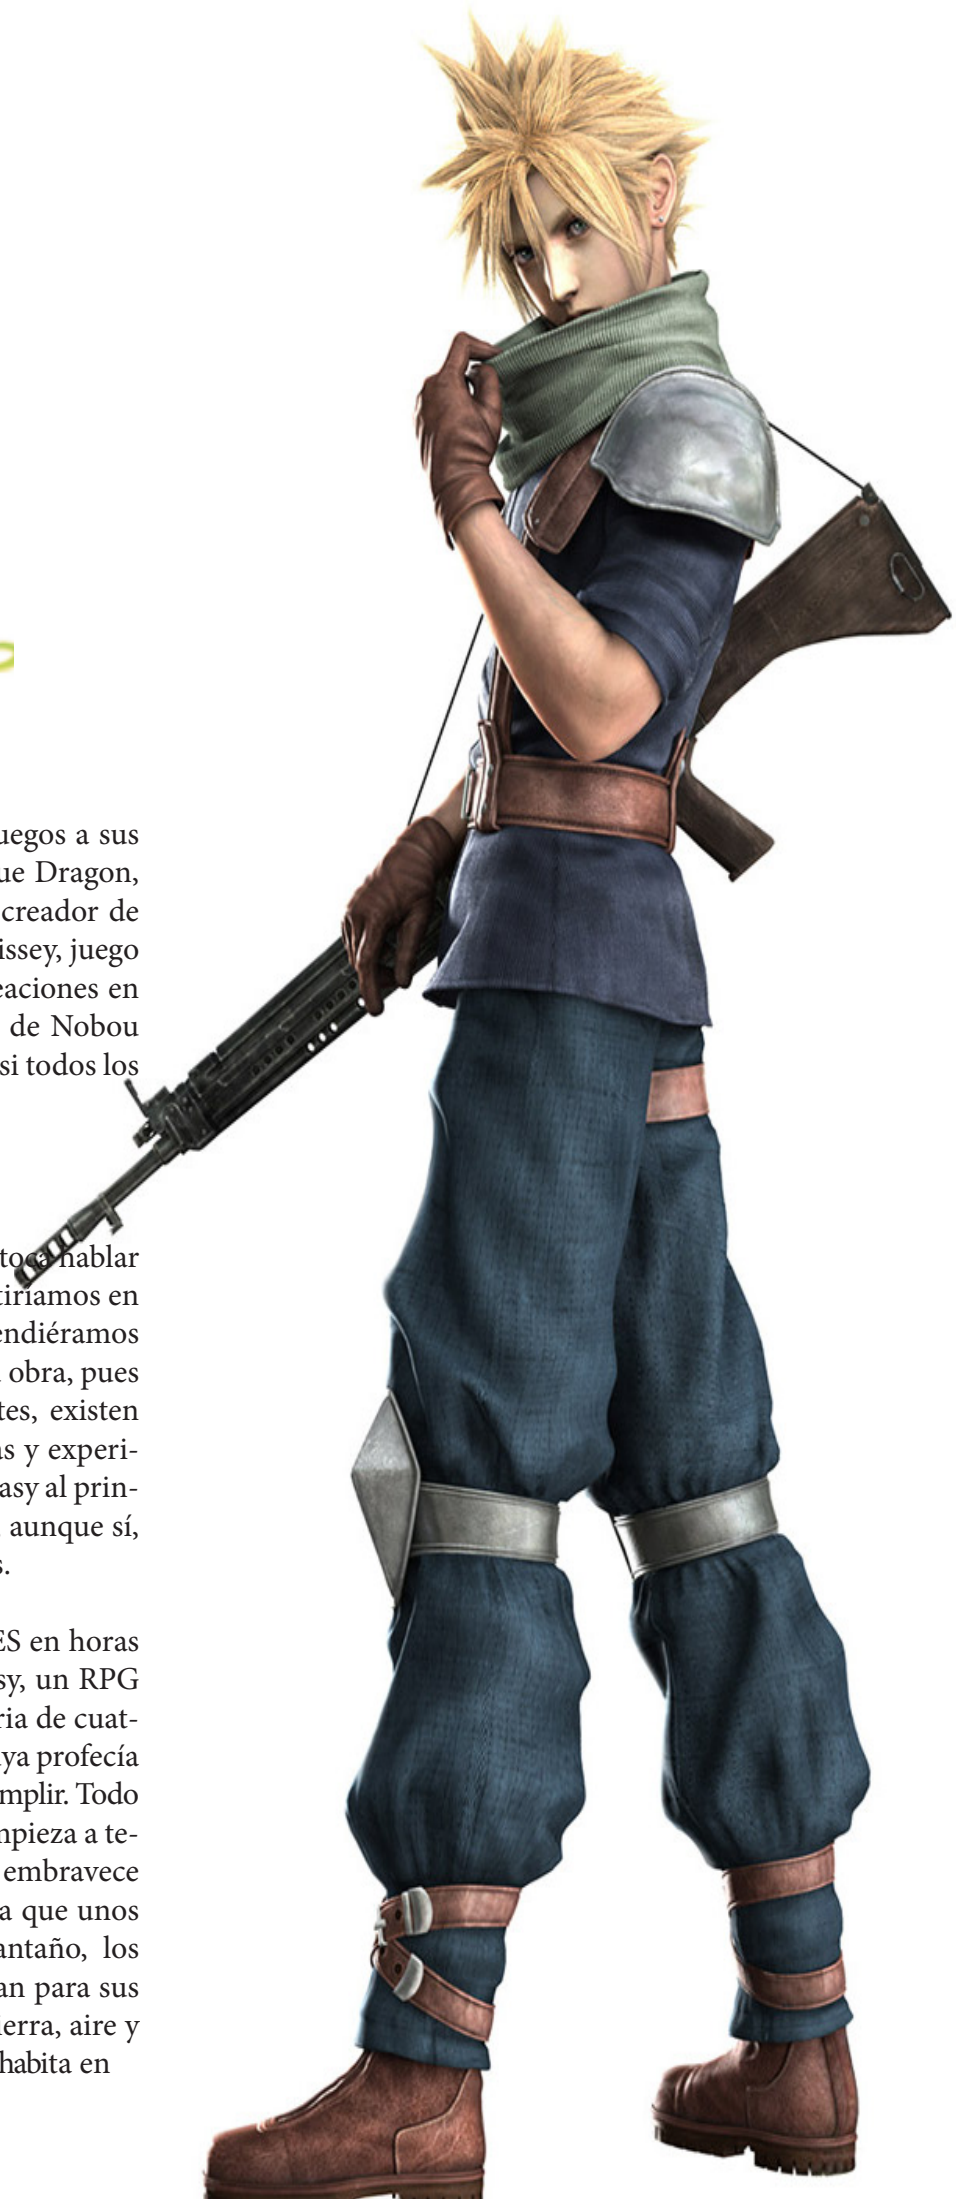 uegos a sus
ue Dragon,
creador de
issey, juego
eaciones en
de Nobou
si todos los
toca hablar
tiríamos en
endiéramos
obra, pues
tes, existen
as y experi-
asy al prin-
aunque sí,
s.
ES en horas
sy, un RPG
ria de cuat-
ya profecía
mplir. Todo
mpieza a te-
embravece
a que unos
antaño, los
an para sus
ierra, aire y
habita en